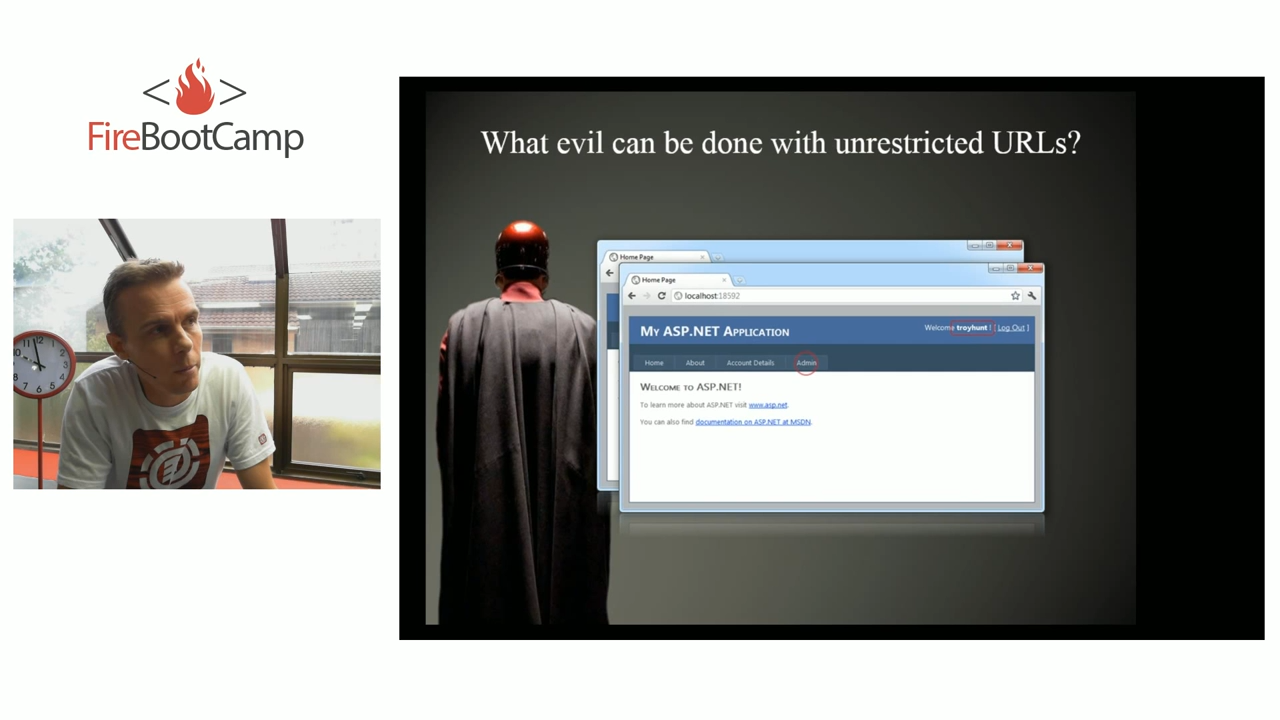 FireBootCamp
What evil can be done with unrestricted URLs?
Home Page
Home Page
localhost:18592
My ASP.NET Application
Welcome troyhunt! [ Log Out ]
Home About Account Details Admin
Welcome to ASP.NET!
To learn more about ASP.NET visit www.asp.net.
You can also find documentation on ASP.NET at MSDN.